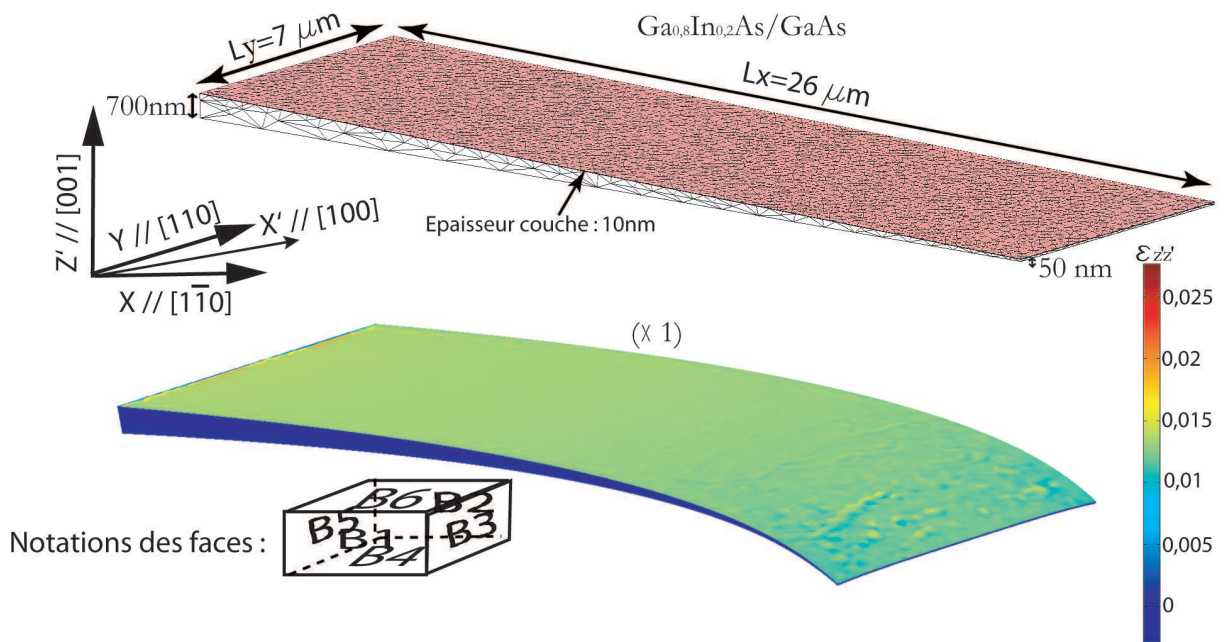 Ga0,8In0,2As/GaAs
Ly=7 μm
Lx=26 μm
700nm
Z' // [001]
Y // [110]
X' // [100]
X // [1̅10]
Epaisseur couche : 10nm
50 nm
εz'z'
0,025
0,02
0,015
0,01
0,005
0
(x 1)
Notations des faces :
B6
B2
B5
B1
B3
B4